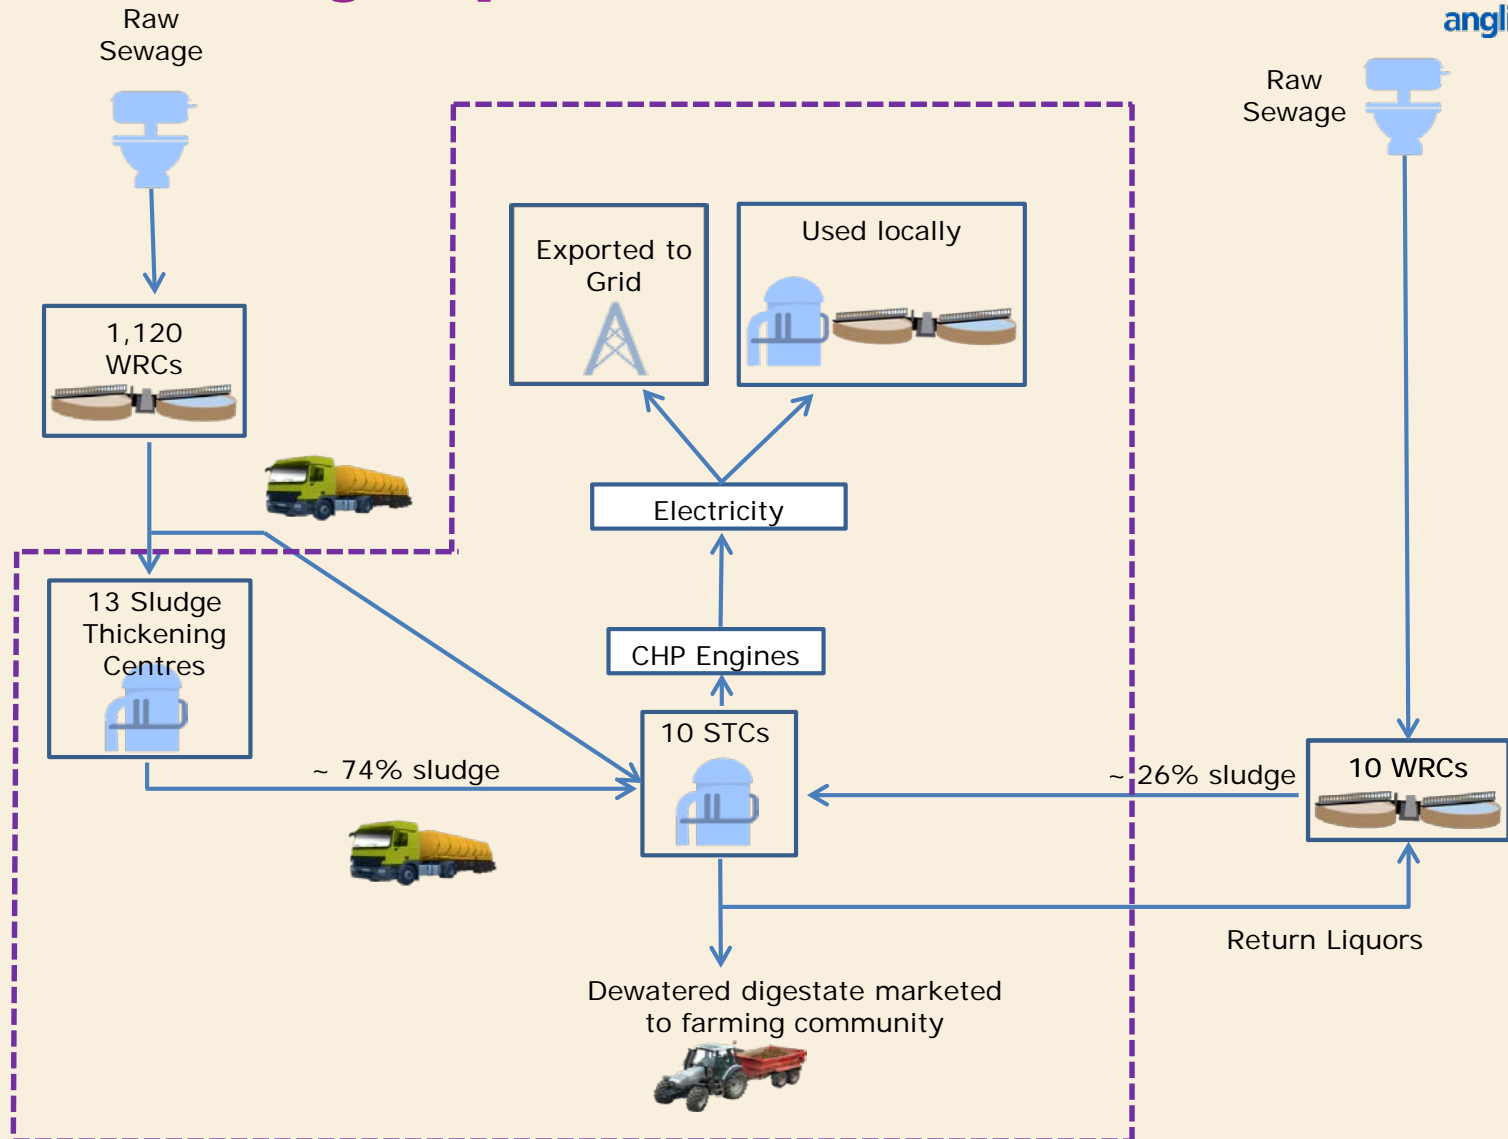 Raw
Sewage
angli
Raw
Sewage
Exported to
Grid
Used locally
1,120
WRCs
Electricity
13 Sludge
Thickening
Centres
CHP Engines
10 STCs
~ 74% sludge
~ 26% sludge
10 WRCs
Return Liquors
Dewatered digestate marketed
to farming community